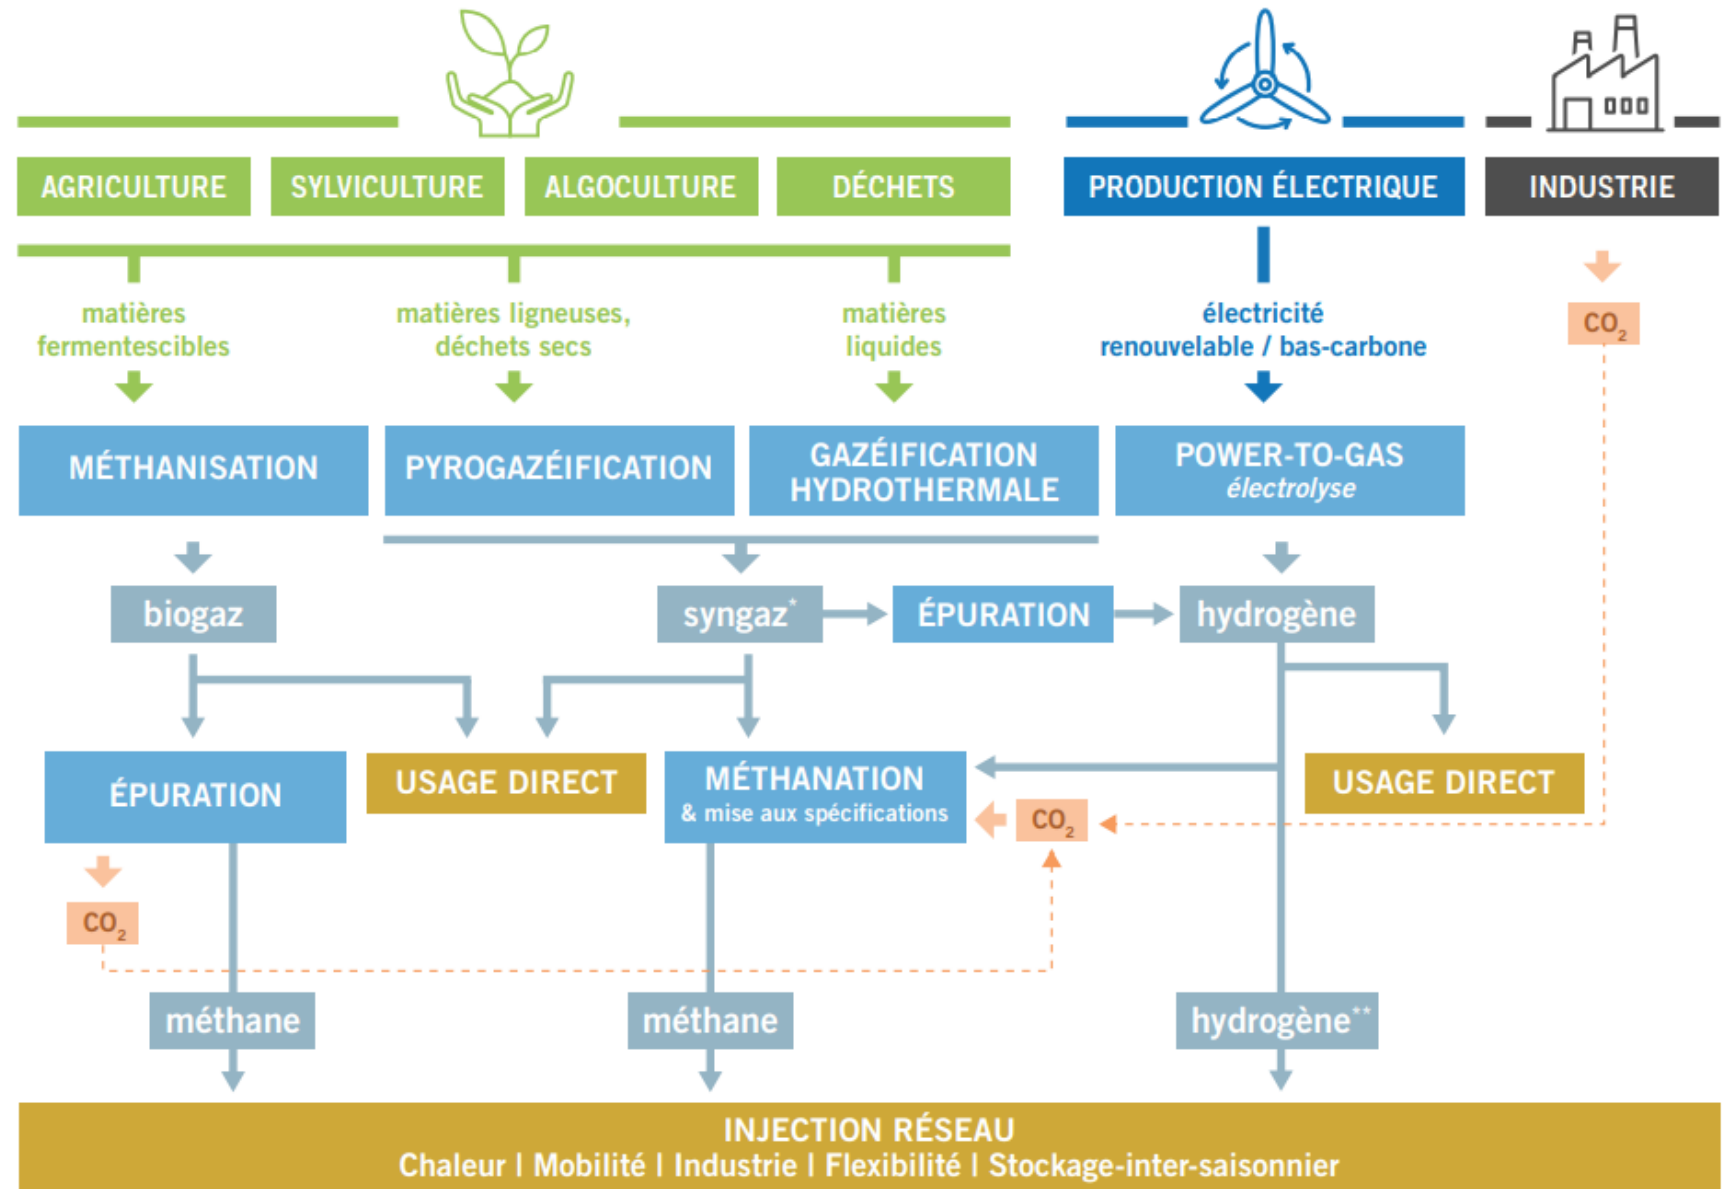 AGRICULTURE
SYLVICULTURE
ALGOCULTURE
DÉCHETS
PRODUCTION ÉLECTRIQUE
INDUSTRIE
matières
fermentescibles
matières ligneuses,
déchets secs
matières
liquides
électricité
renouvelable / bas-carbone
CO₂
MÉTHANISATION
PYROGAZÉIFICATION
GAZÉIFICATION
HYDROTHERMALE
POWER-TO-GAS
électrolyse
biogaz
syngaz*
ÉPURATION
hydrogène
ÉPURATION
USAGE DIRECT
MÉTHANATION
& mise aux spécifications
CO₂
USAGE DIRECT
CO₂
méthane
méthane
hydrogène**
INJECTION RÉSEAU
Chaleur | Mobilité | Industrie | Flexibilité | Stockage-inter-saisonnier